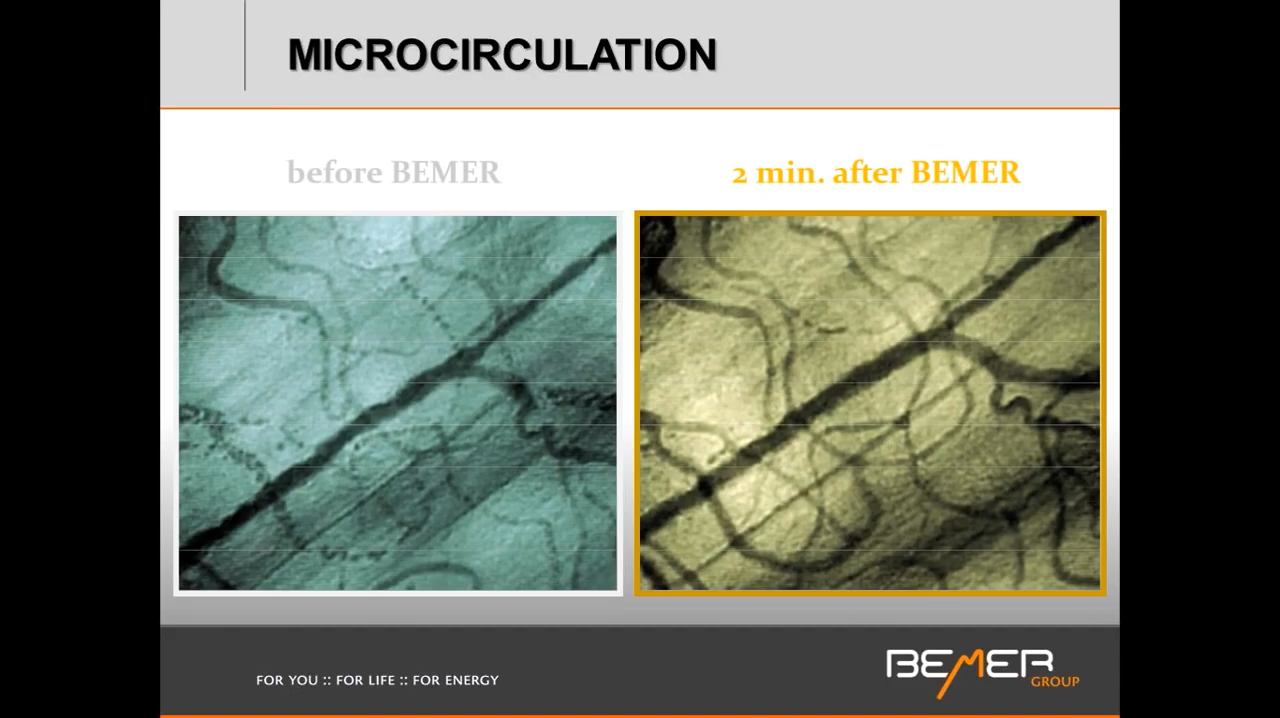 MICROCIRCULATION
before BEMER
2 min. after BEMER
FOR YOU :: FOR LIFE :: FOR ENERGY
BEMER
GROUP